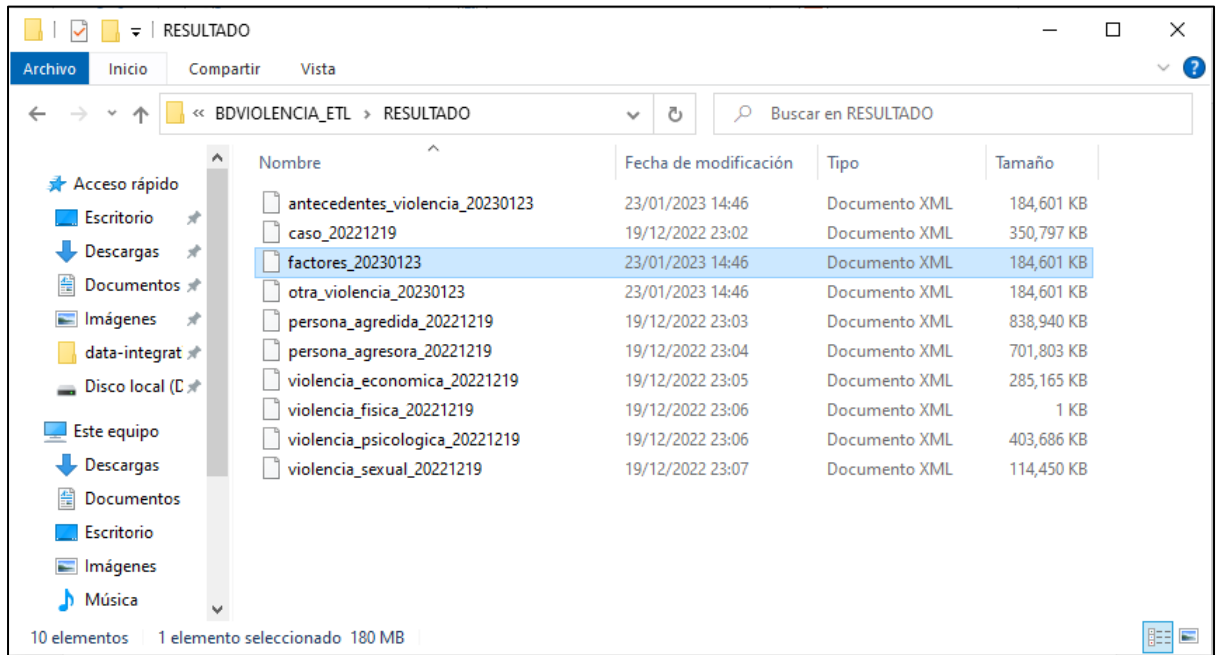 RESULTADO
Archivo Inicio Compartir Vista
« BDVIOLENCIA_ETL > RESULTADO Buscar en RESULTADO
Nombre Fecha de modificación Tipo Tamaño
Acceso rápido
Escritorio
Descargas
Documentos
Imágenes
data-integrat
Disco local (D
Este equipo
Descargas
Documentos
Escritorio
Imágenes
Música
antecedentes_violencia_20230123 23/01/2023 14:46 Documento XML 184,601 KB
caso_20221219 19/12/2022 23:02 Documento XML 350,797 KB
factores_20230123 23/01/2023 14:46 Documento XML 184,601 KB
otra_violencia_20230123 23/01/2023 14:46 Documento XML 184,601 KB
persona_agredida_20221219 19/12/2022 23:03 Documento XML 838,940 KB
persona_agresora_20221219 19/12/2022 23:04 Documento XML 701,803 KB
violencia_economica_20221219 19/12/2022 23:05 Documento XML 285,165 KB
violencia_fisica_20221219 19/12/2022 23:06 Documento XML 1 KB
violencia_psicologica_20221219 19/12/2022 23:06 Documento XML 403,686 KB
violencia_sexual_20221219 19/12/2022 23:07 Documento XML 114,450 KB
10 elementos 1 elemento seleccionado 180 MB